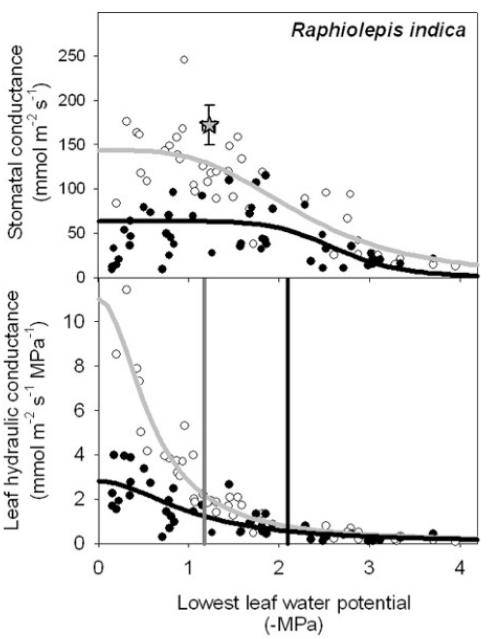 Raphiolepis indica
Stomatal conductance
(mmol m-2 s-1)
250
200
150
100
50
0
Leaf hydraulic conductance
(mmol m-2 s-1 MPa-1)
10
8
6
4
2
0
0 1 2 3 4
Lowest leaf water potential
(-MPa)